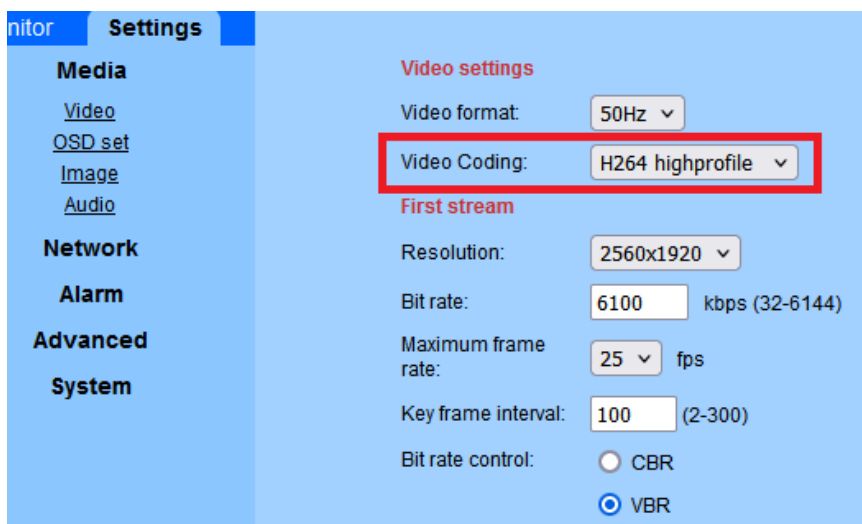 nitor Settings
Media
Video
OSD set
Image
Audio
Network
Alarm
Advanced
System
Video settings
Video format: 50Hz
Video Coding: H264 highprofile
First stream
Resolution: 2560x1920
Bit rate: 6100 kbps (32-6144)
Maximum frame
rate: 25 fps
Key frame interval: 100 (2-300)
Bit rate control: CBR
VBR